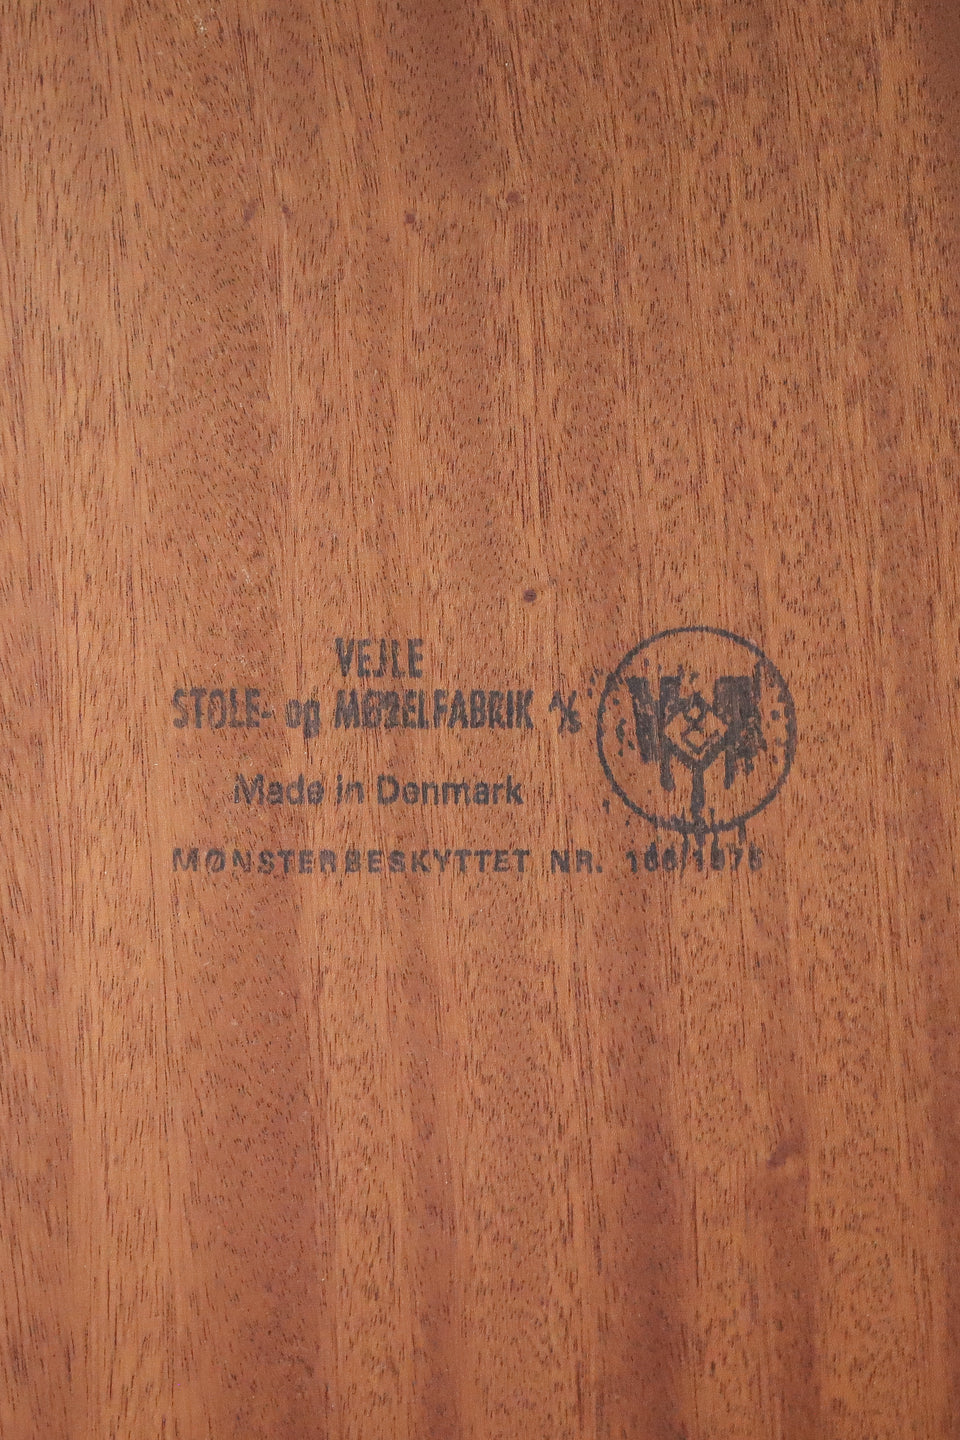 VEJLE
STOLE- og MØBELFABRIK A/S
Made in Denmark
MØNSTERBESKYTTET NR.